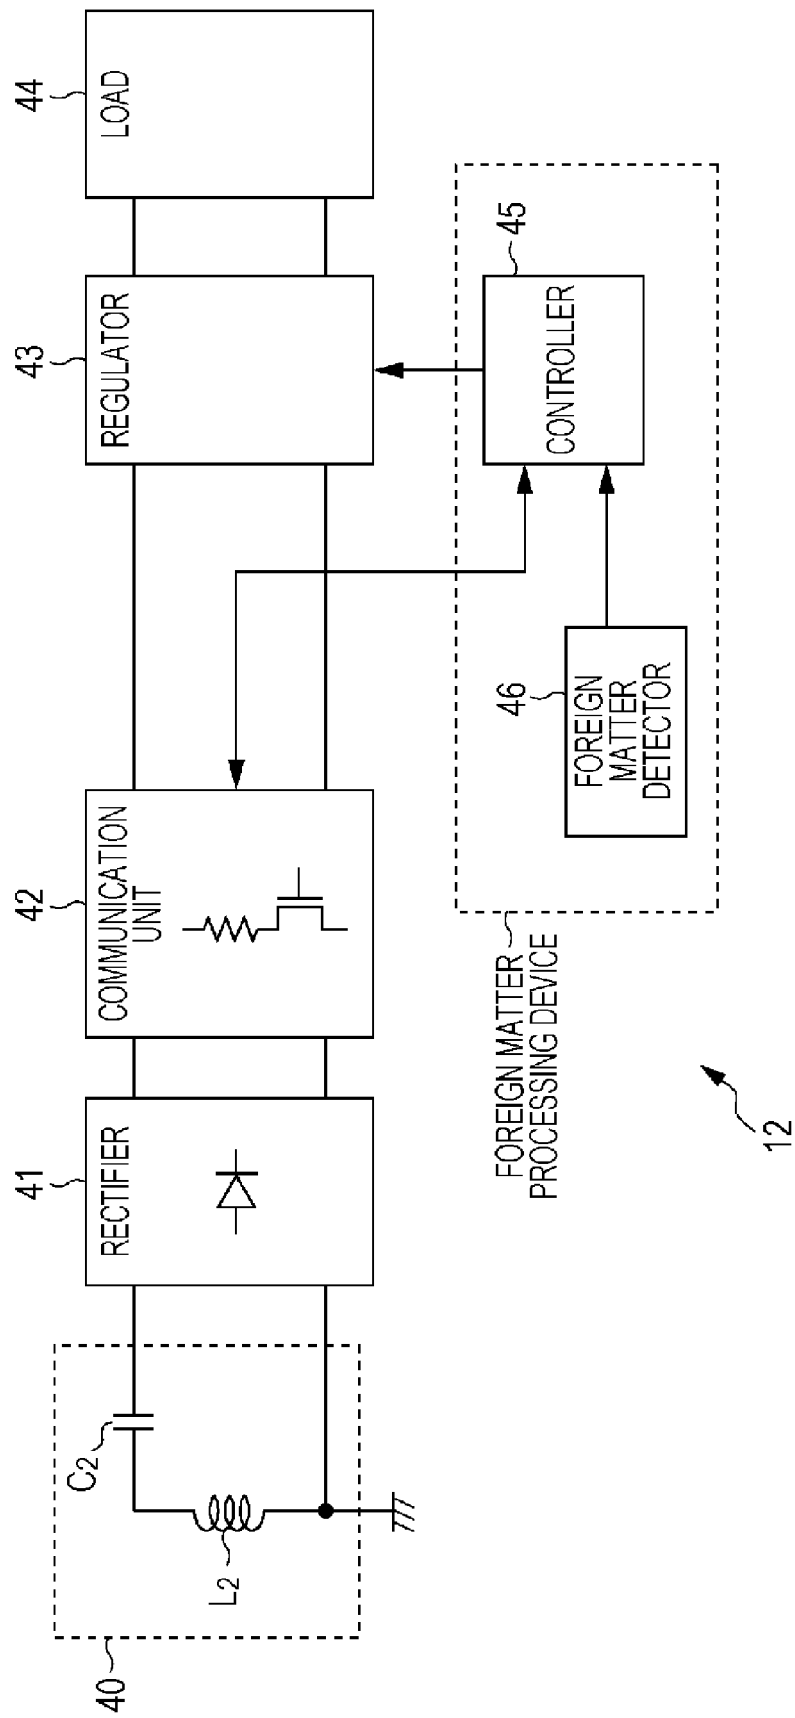 40
C2
L2
41
RECTIFIER
42
COMMUNICATION
UNIT
43
REGULATOR
44
LOAD
FOREIGN MATTER
PROCESSING DEVICE
46
FOREIGN
MATTER
DETECTOR
45
CONTROLLER
12